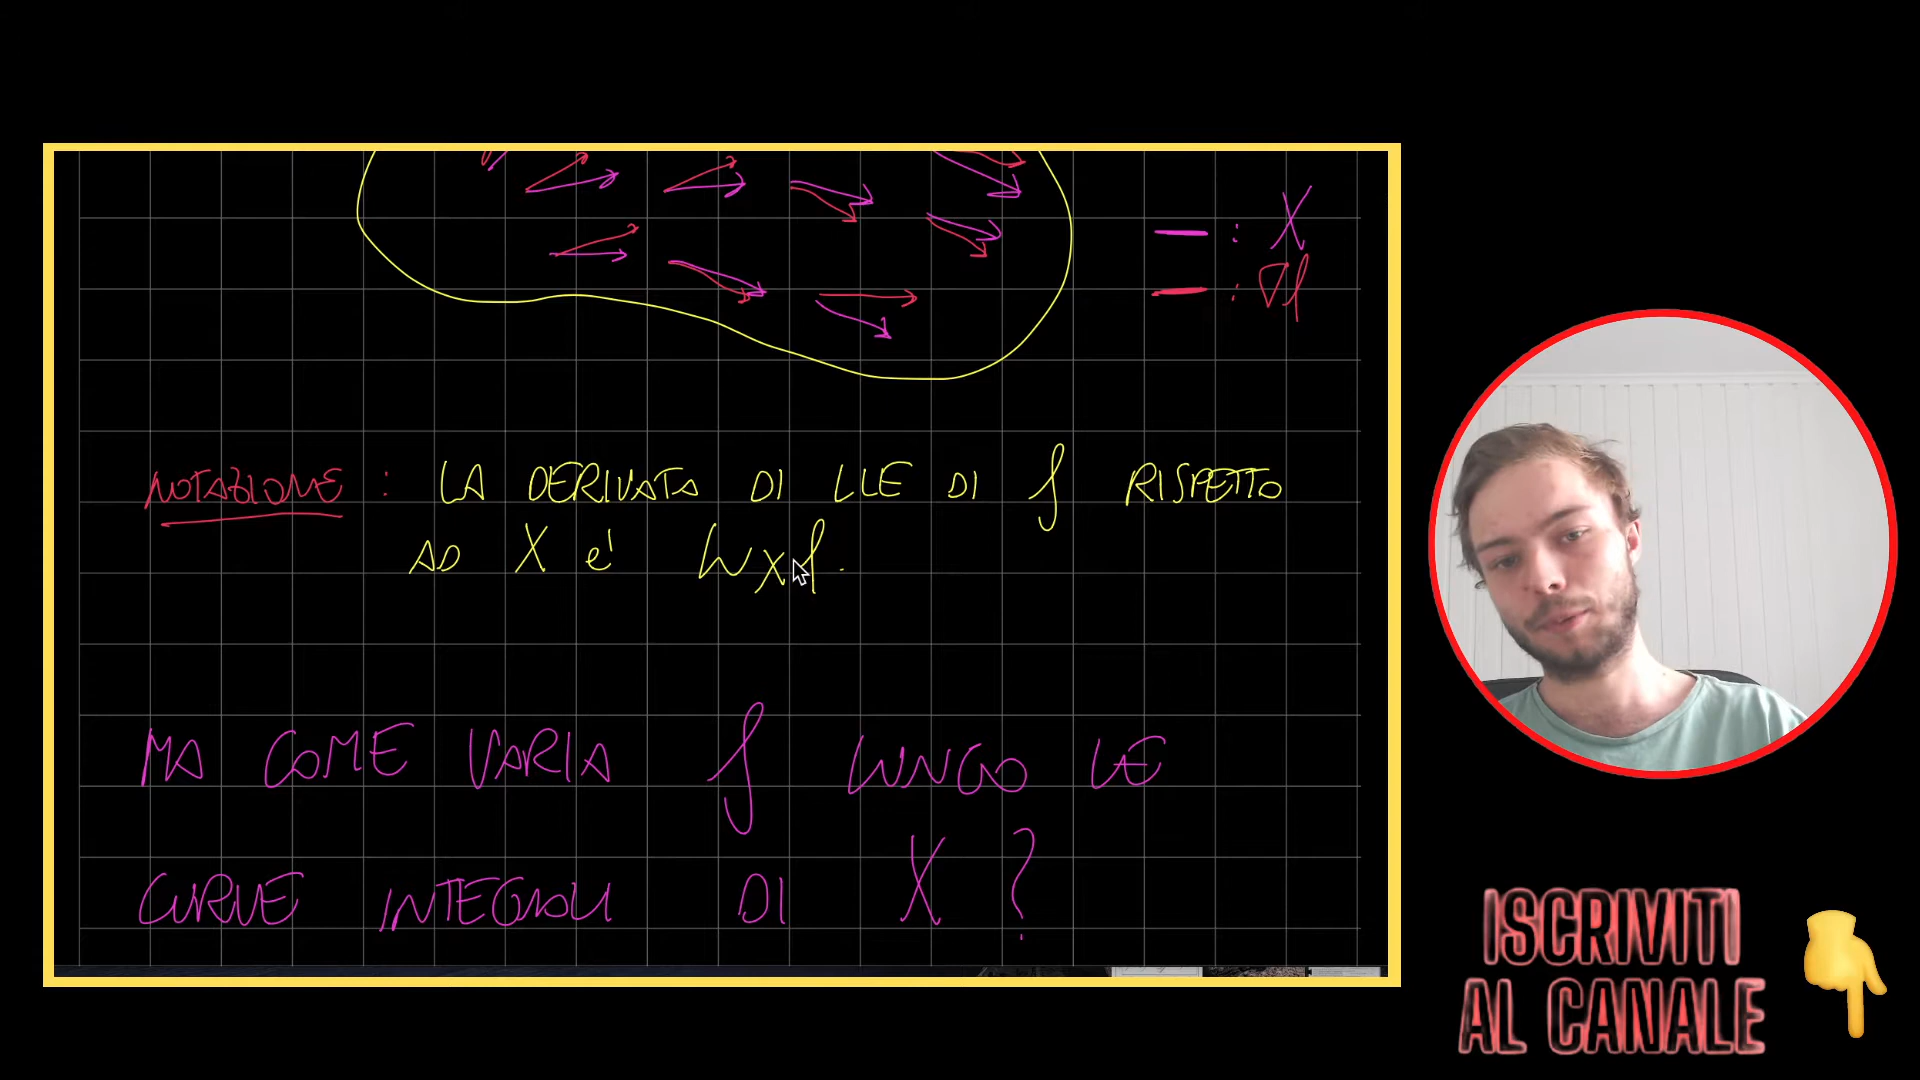 : X
: ∇f
NOTAZIONE : LA DERIVATA DI LIE DI f RISPETTO
AD X e'
MA COME VARIA f LUNGO LE
CURVE INTEGRALI DI X ?
ISCRIVITI
AL CANALE